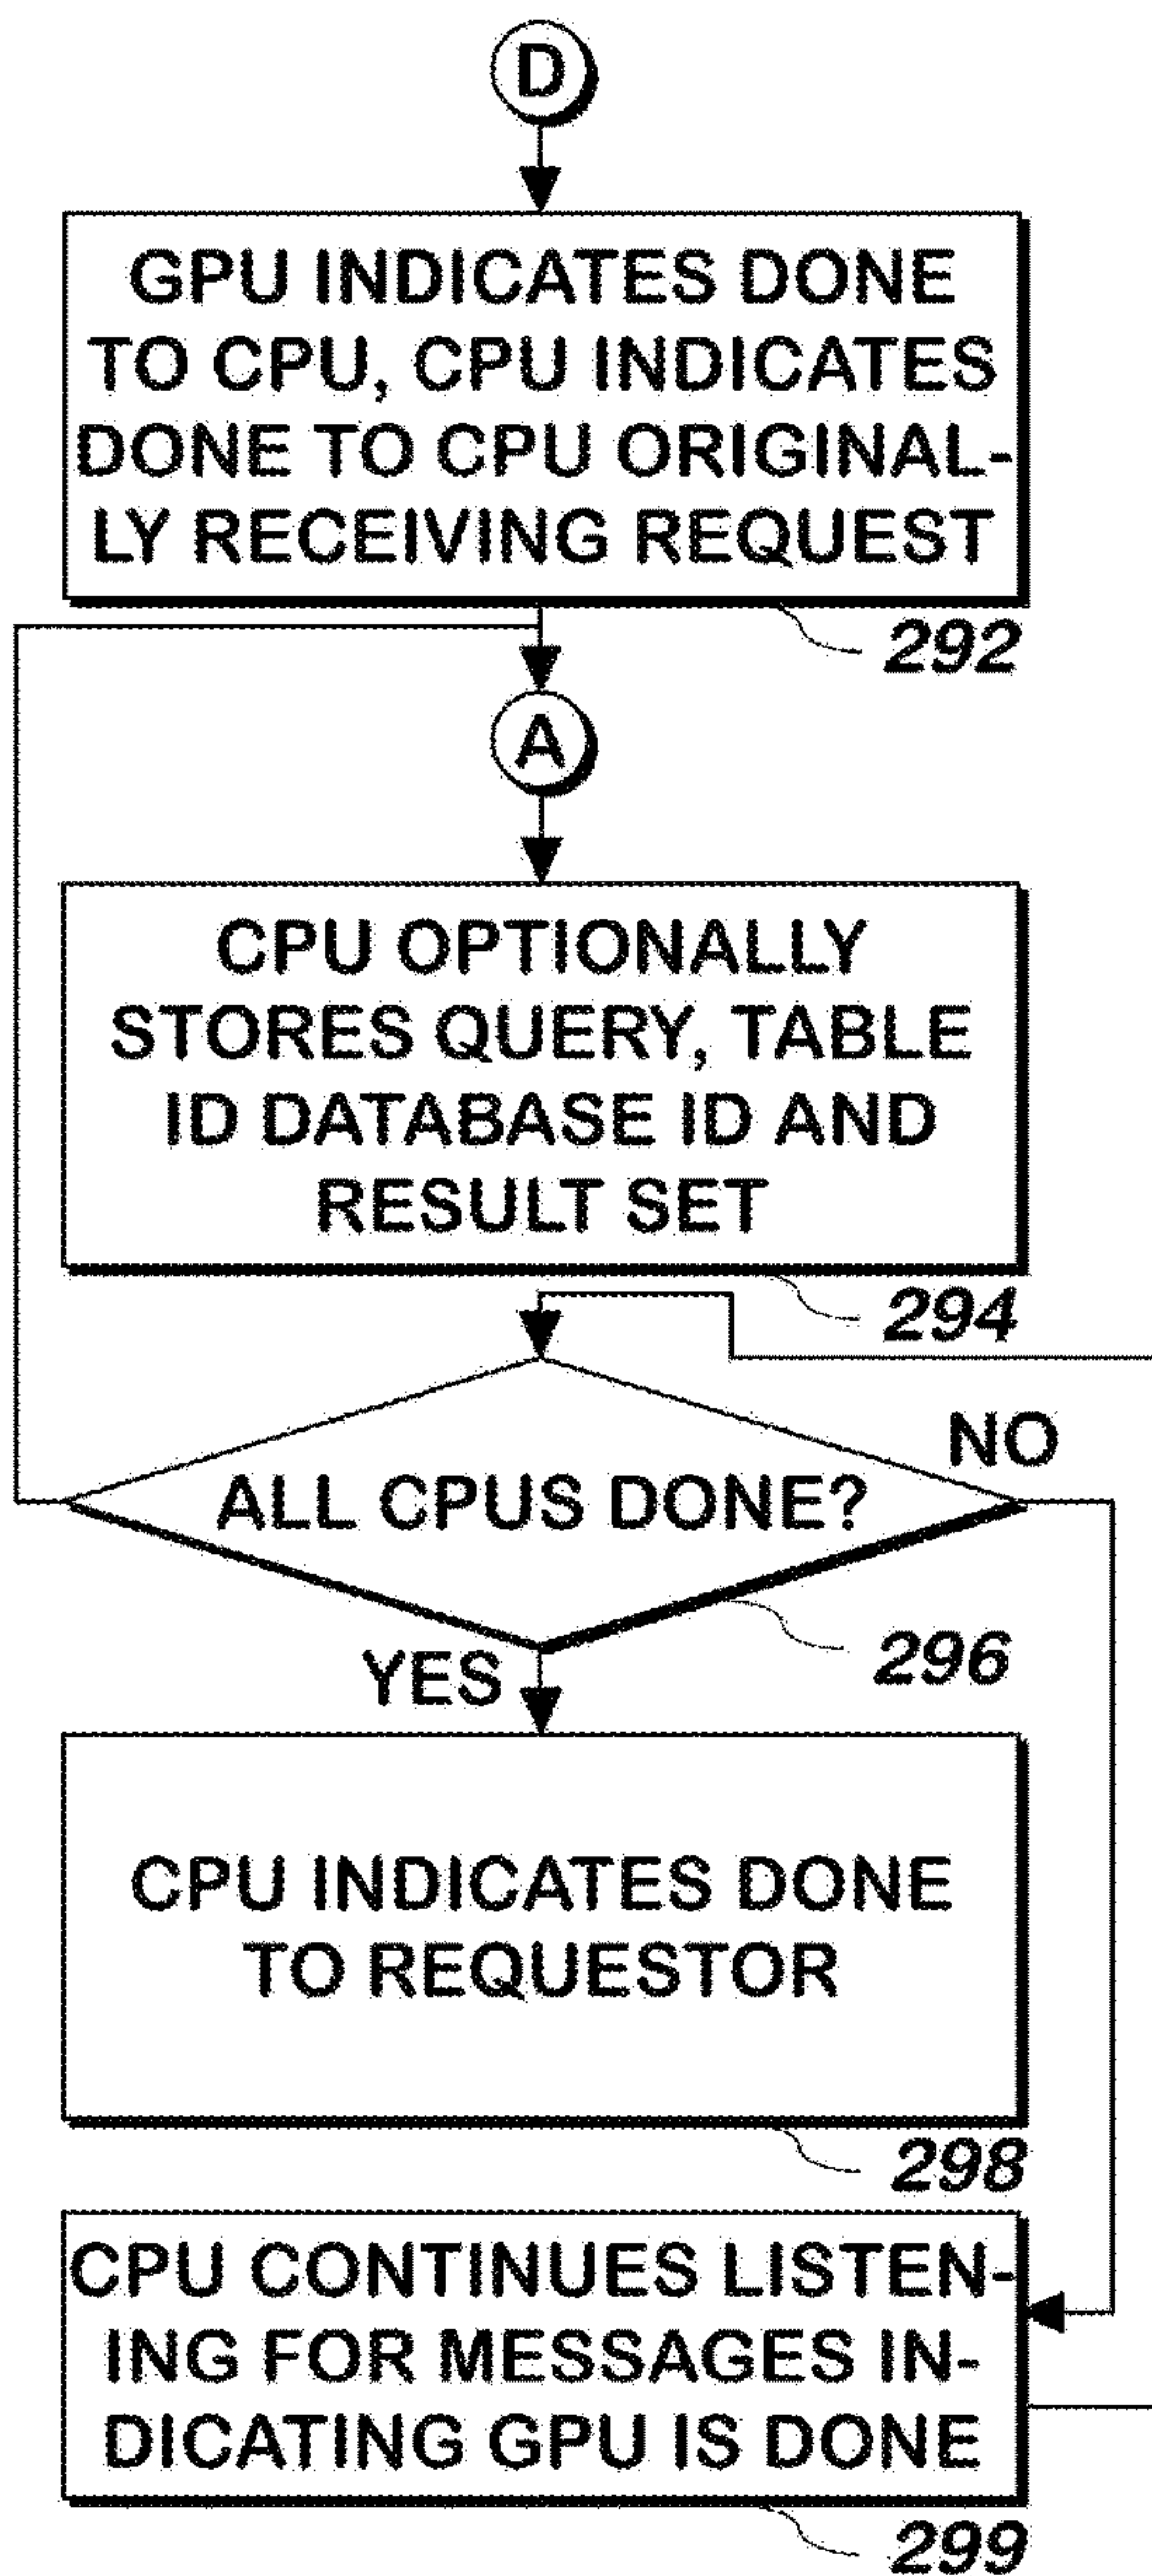 D
GPU INDICATES DONE
TO CPU, CPU INDICATES
DONE TO CPU ORIGINAL-
LY RECEIVING REQUEST
292
A
CPU OPTIONALLY
STORES QUERY, TABLE
ID DATABASE ID AND
RESULT SET
294
NO
ALL CPUS DONE?
296
YES
CPU INDICATES DONE
TO REQUESTOR
298
CPU CONTINUES LISTEN-
ING FOR MESSAGES IN-
DICATING GPU IS DONE
299